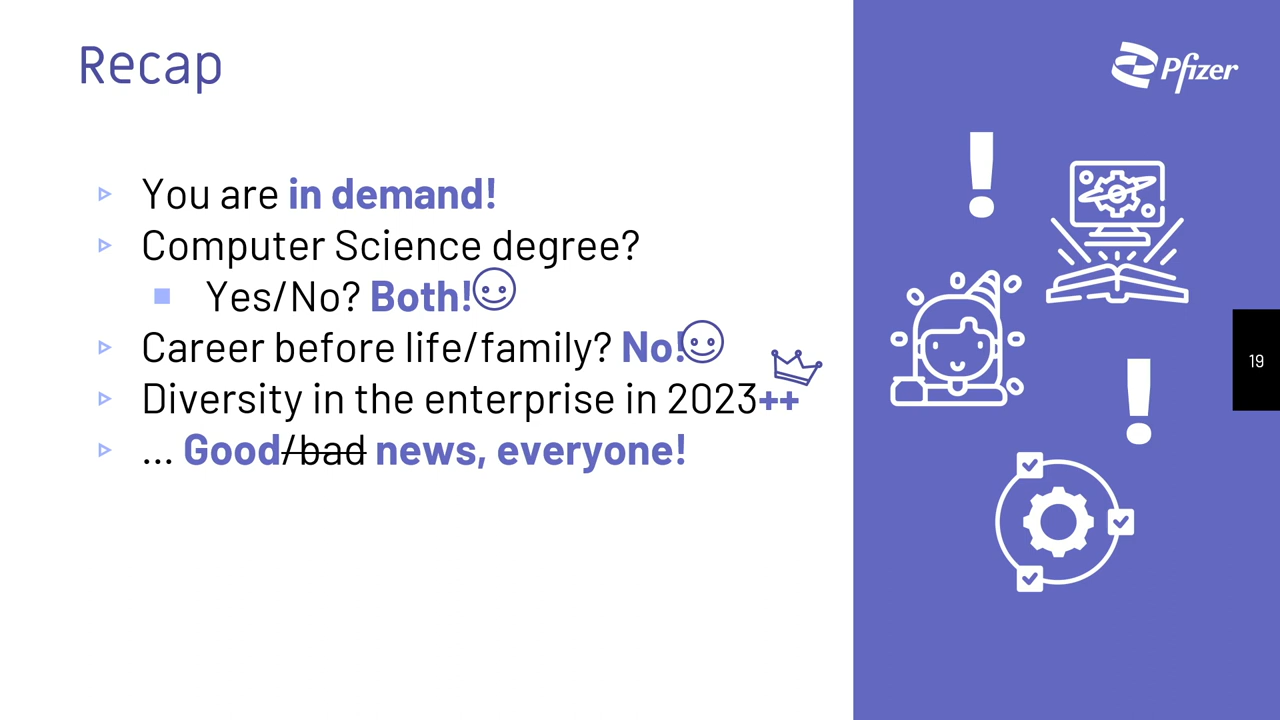 Recap
Pfizer
You are in demand!
Computer Science degree?
Yes/No? Both!
Career before life/family? No!
Diversity in the enterprise in 2023++
... Good/bad news, everyone!
19